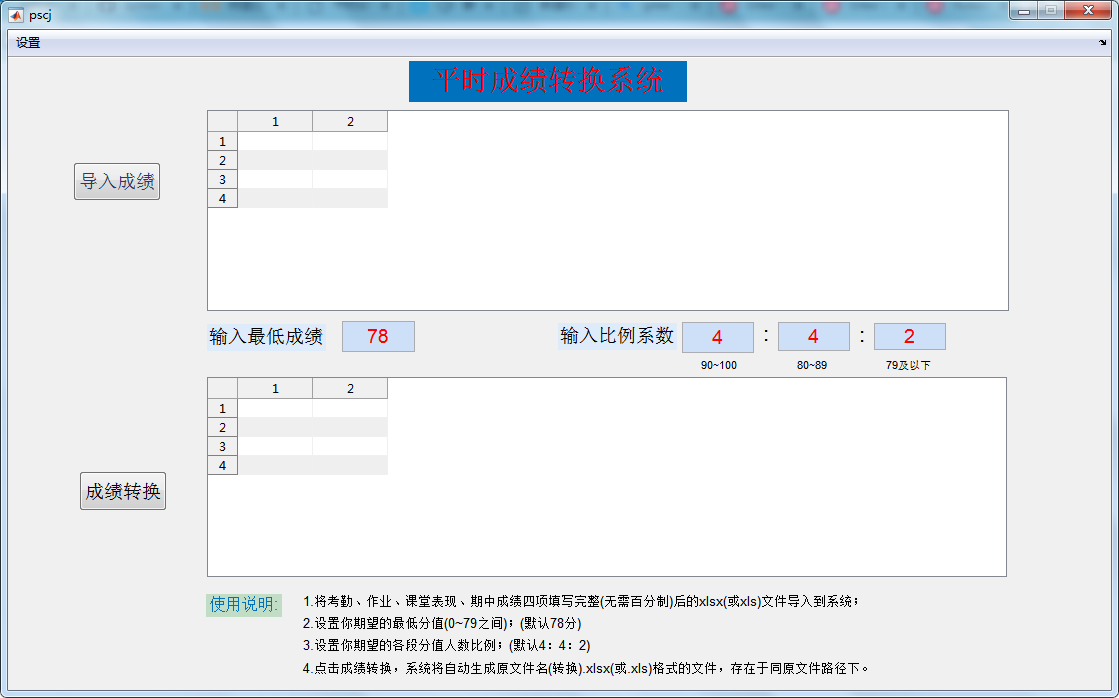 pscj
设置
平时成绩转换系统
1 2
1
2
3
4
导入成绩
输入最低成绩 78 输入比例系数 4 : 4 : 2
90~100 80~89 79及以下
1 2
1
2
3
4
成绩转换
使用说明:
1.将考勤、作业、课堂表现、期中成绩四项填写完整(无需百分制)后的xlsx(或xls)文件导入到系统；
2.设置你期望的最低分值(0~79之间)；(默认78分)
3.设置你期望的各段分值人数比例；(默认4：4：2)
4.点击成绩转换，系统将自动生成原文件名(转换).xlsx(或.xls)格式的文件，存在于同原文件路径下。